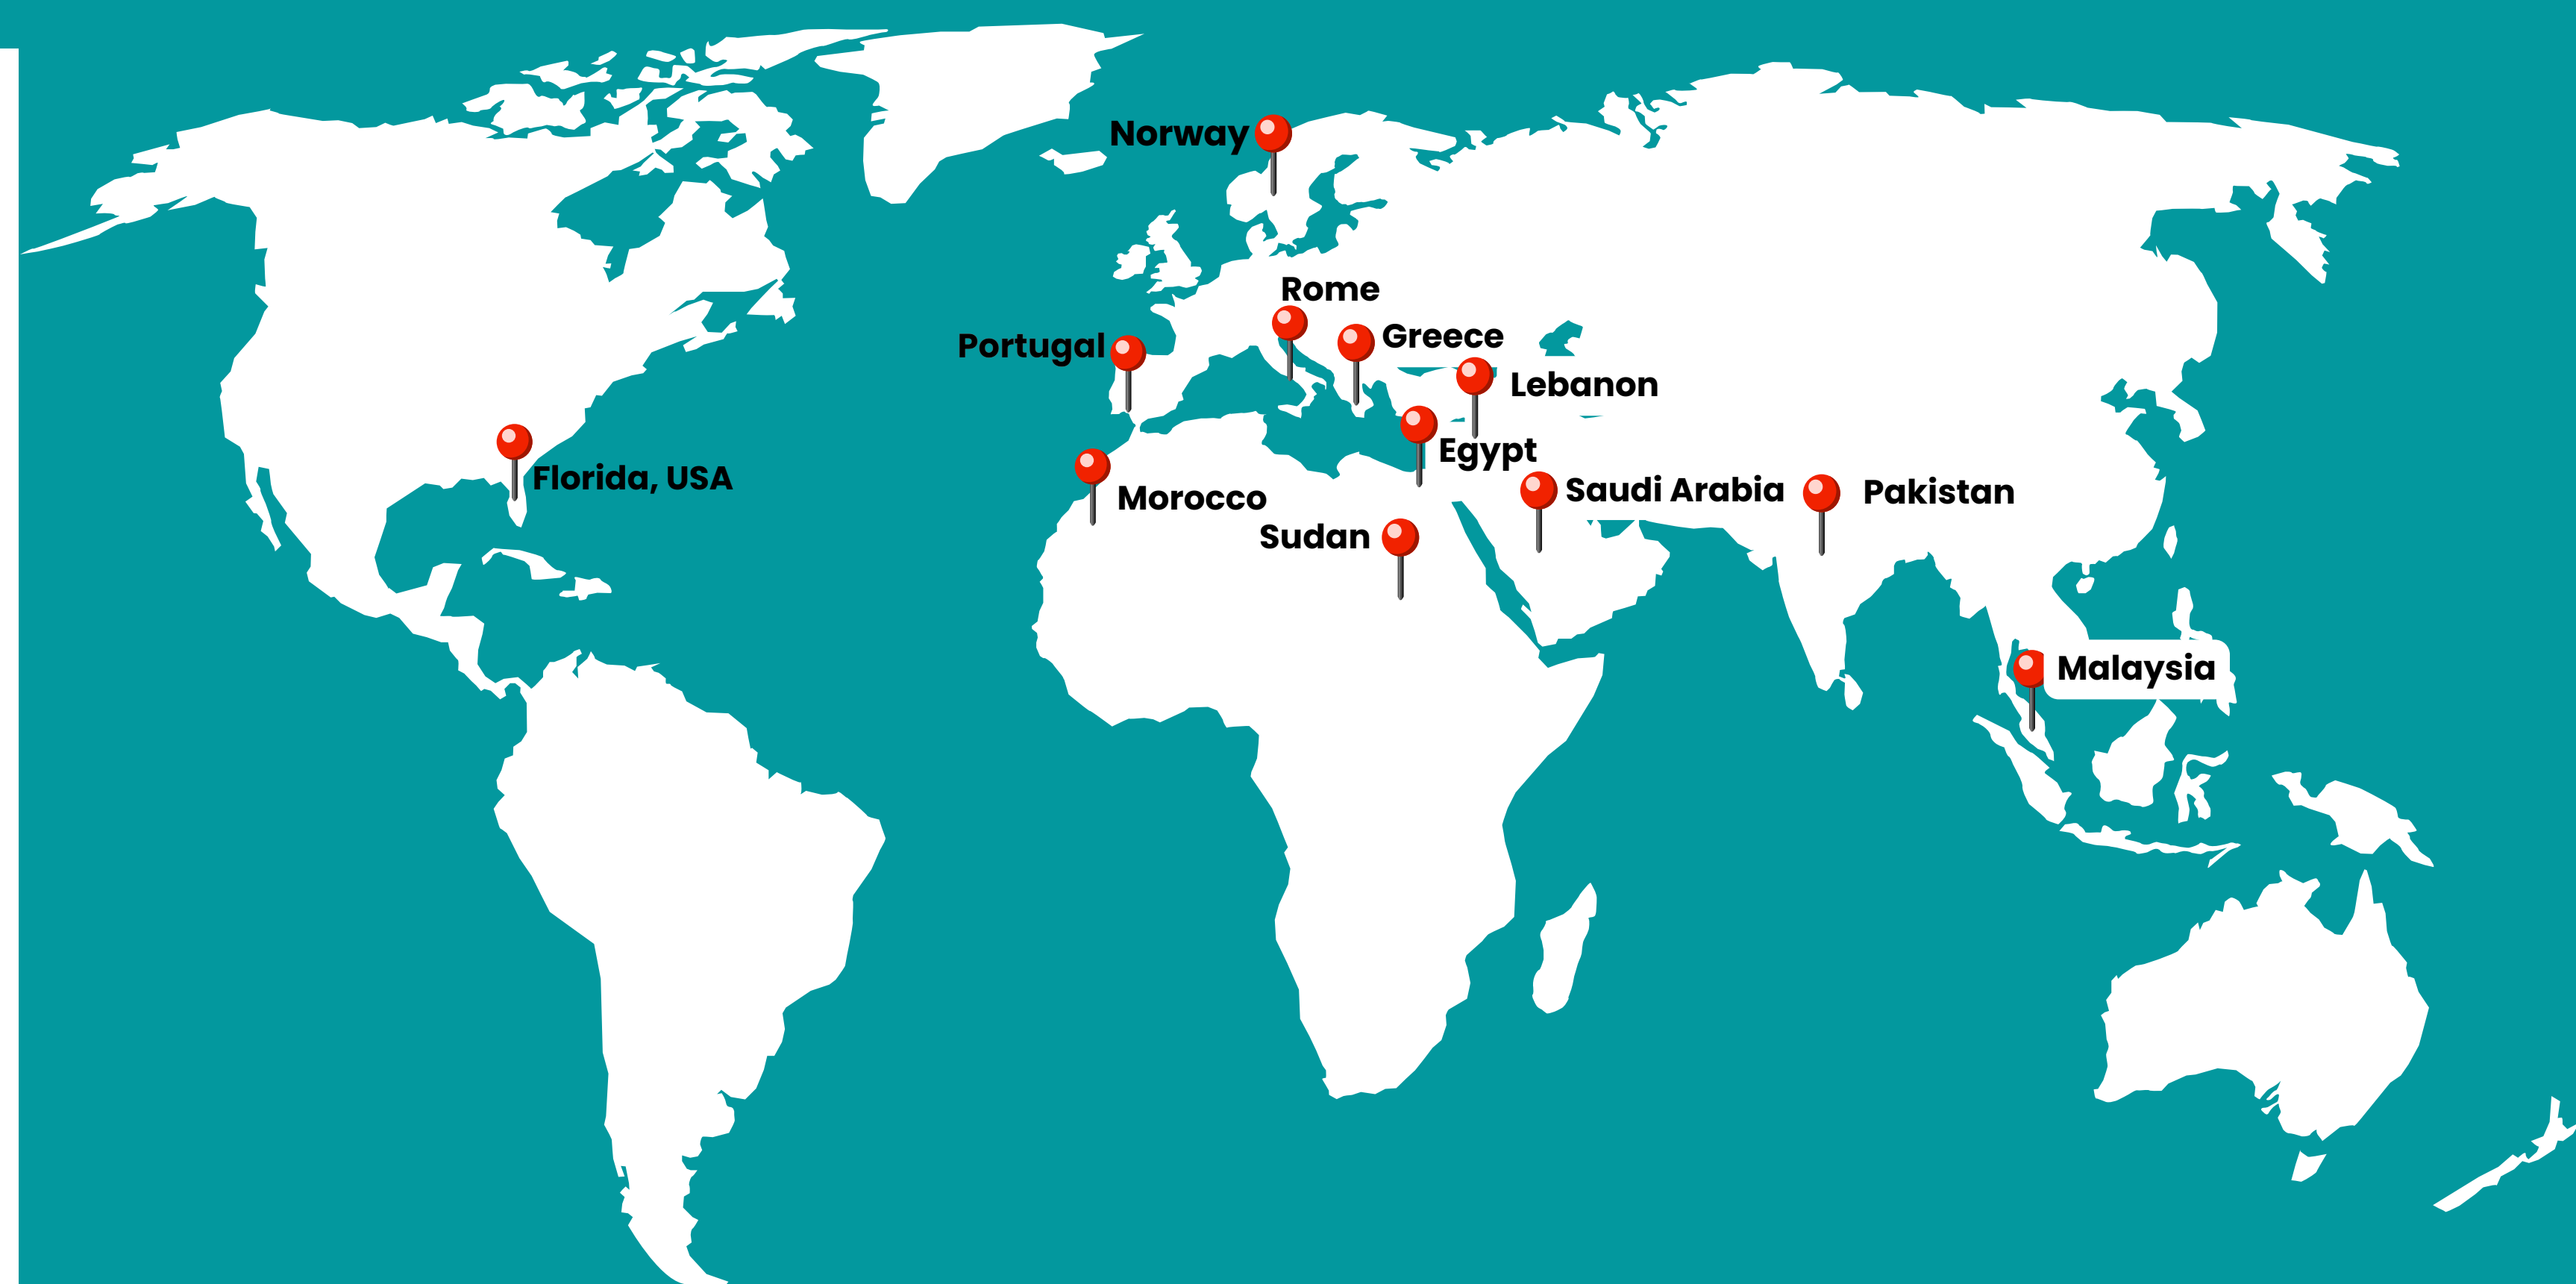 Norway
Rome
Greece
Portugal
Lebanon
Egypt
Florida, USA
Saudi Arabia
Pakistan
Morocco
Sudan
Malaysia